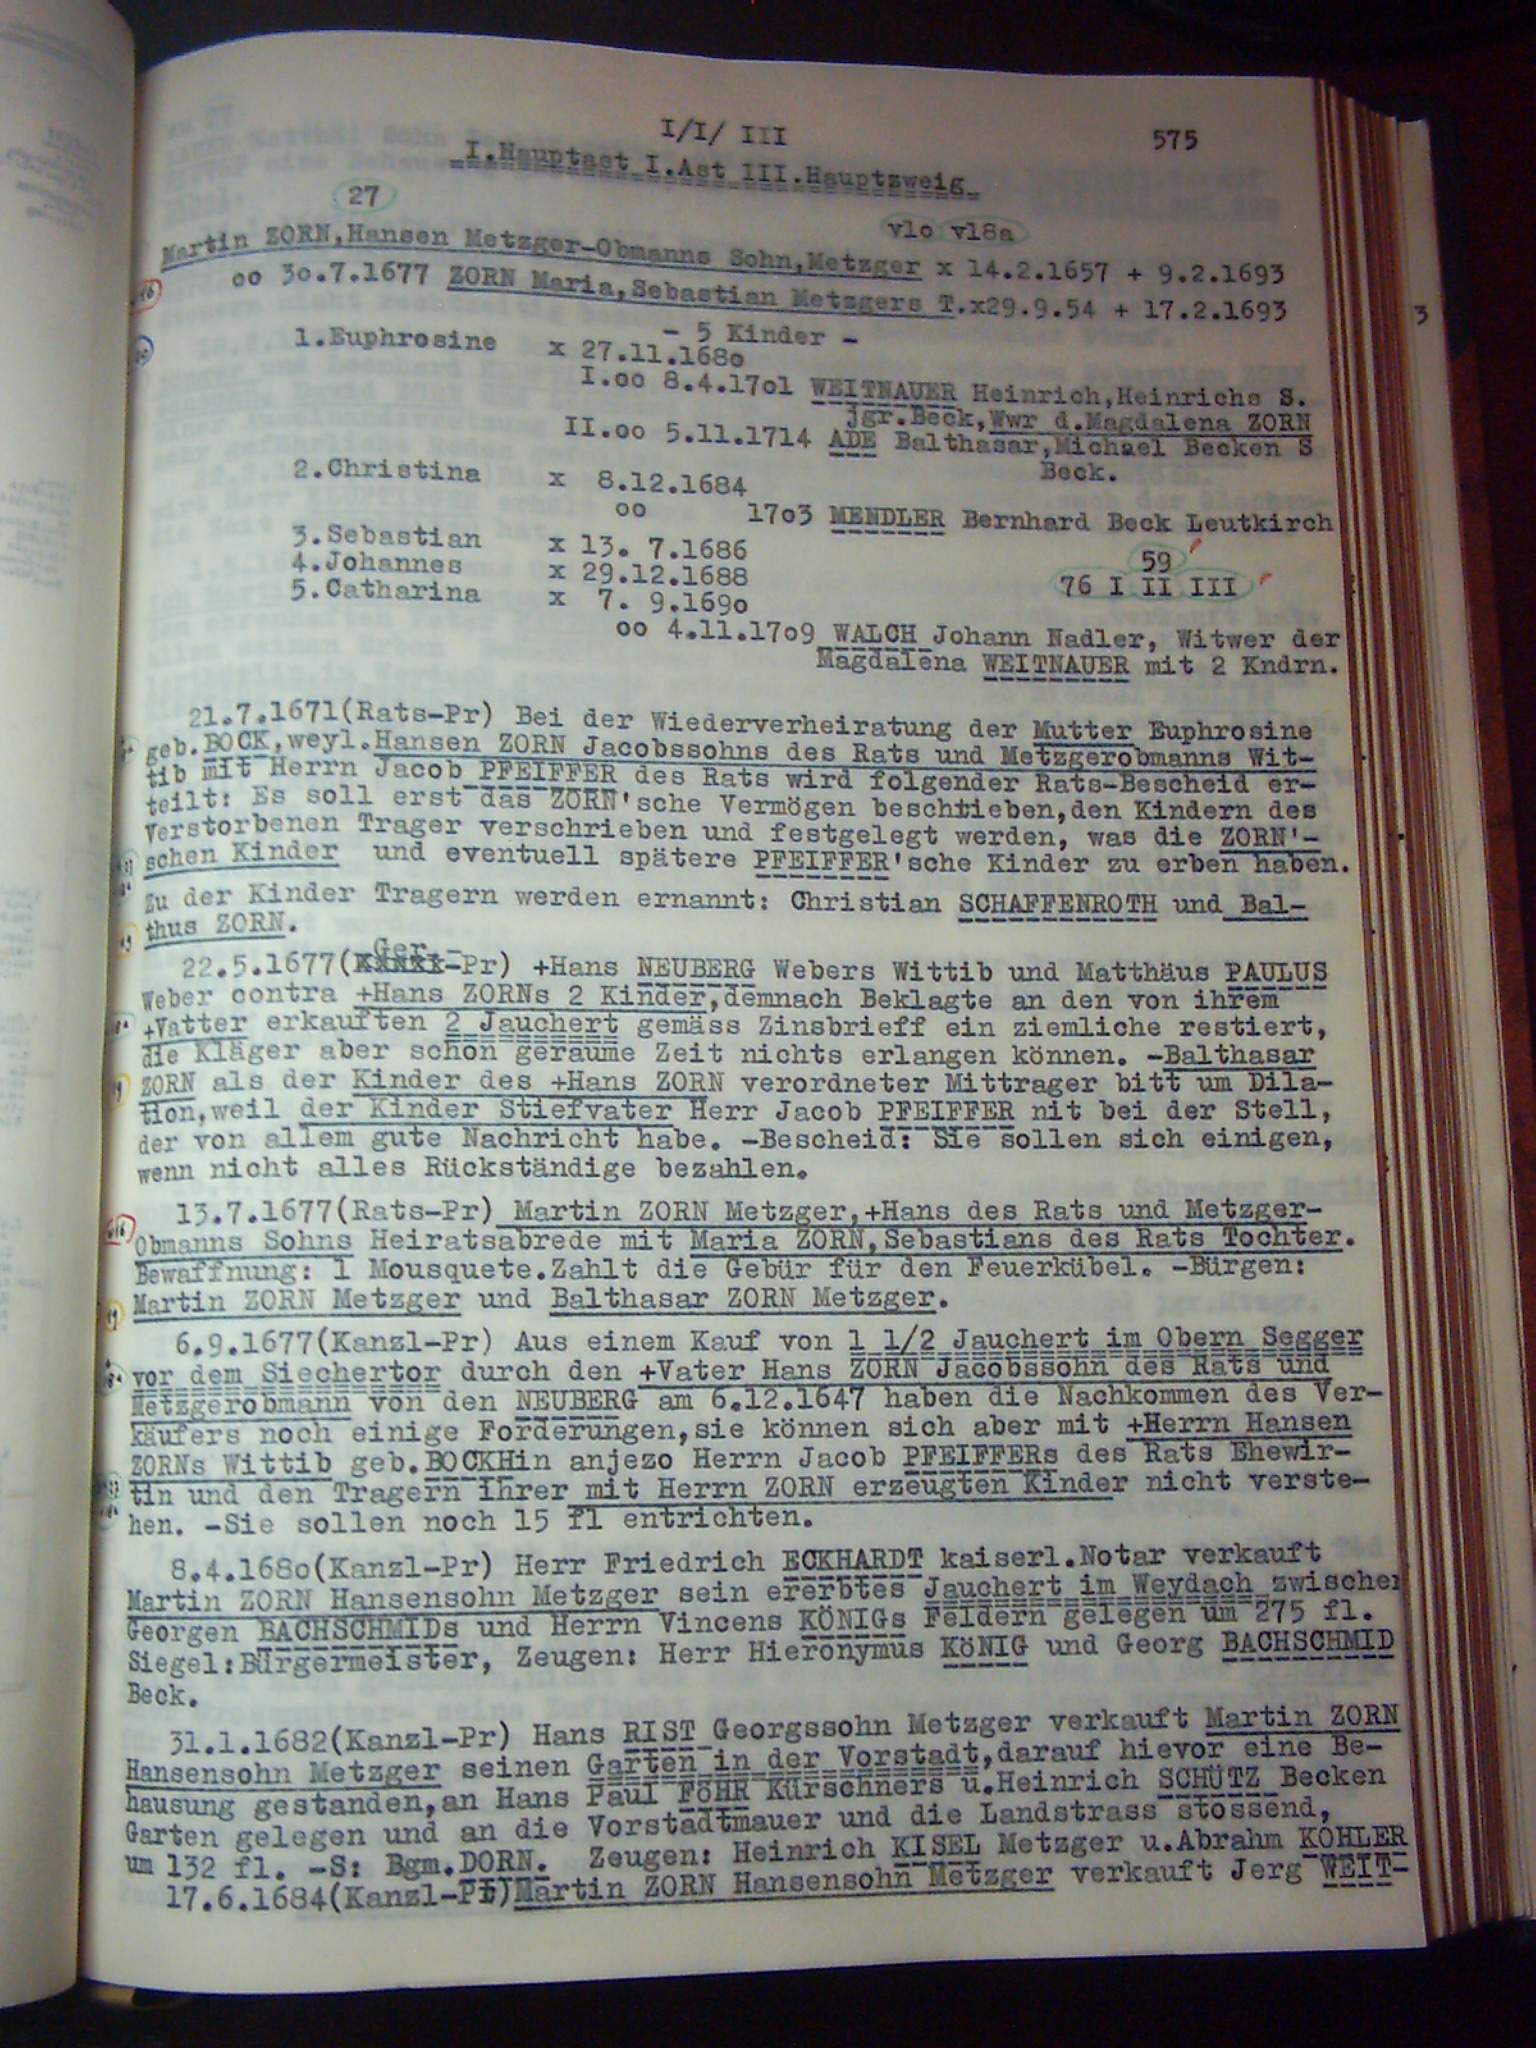 I/I/ III
575
I.Hauptast I.Ast III.Hauptzweig
27
v1o v18a
Martin ZORN,Hansen Metzger-Obmanns Sohn,Metzger x 14.2.1657 + 9.2.1693
oo 3o.7.1677 ZORN Maria,Sebastian Metzgers T.x29.9.54 + 17.2.1693
- 5 Kinder -
1.Euphrosine x 27.11.168o
I.oo 8.4.17o1 WEITNAUER Heinrich,Heinrichs S.
jgr.Beck,Wwr d.Magdalena ZORN
II.oo 5.11.1714 ADE Balthasar,Michael Becken S
Beck.
2.Christina x 8.12.1684
oo 17o3 MENDLER Bernhard Beck Leutkirch
3.Sebastian x 13. 7.1686 59
4.Johannes x 29.12.1688 76 I II III
5.Catharina x 7. 9.169o
oo 4.11.17o9 WALCH Johann Nadler, Witwer der
Magdalena WEITNAUER mit 2 Kndrn.
21.7.1671(Rats-Pr) Bei der Wiederverheiratung der Mutter Euphrosine
geb.BOCK,weyl.Hansen ZORN Jacobssohns des Rats und Metzgerobmanns Wit-
tib mit Herrn Jacob PFEIFFER des Rats wird folgender Rats-Bescheid er-
teilt: Es soll erst das ZORN'sche Vermögen beschtieben,den Kindern des
Verstorbenen Trager verschrieben und festgelegt werden, was die ZORN'-
schen Kinder und eventuell spätere PFEIFFER'sche Kinder zu erben haben.
Zu der Kinder Tragern werden ernannt: Christian SCHAFFENROTH und Bal-
thus ZORN.
Ger -
22.5.1677( -Pr) +Hans NEUBERG Webers Wittib und Matthäus PAULUS
Weber contra +Hans ZORNs 2 Kinder,demnach Beklagte an den von ihrem
+Vatter erkauften 2 Jauchert gemäss Zinsbrieff ein ziemliche restiert,
die Kläger aber schon geraume Zeit nichts erlangen können. -Balthasar
ZORN als der Kinder des +Hans ZORN verordneter Mittrager bitt um Dila-
tion,weil der Kinder Stiefvater Herr Jacob PFEIFFER nit bei der Stell,
der von allem gute Nachricht habe. -Bescheid: Sie sollen sich einigen,
wenn nicht alles Rückständige bezahlen.
13.7.1677(Rats-Pr) Martin ZORN Metzger,+Hans des Rats und Metzger-
Obmanns Sohns Heiratsabrede mit Maria ZORN,Sebastians des Rats Tochter.
Bewaffnung: 1 Mousquete.Zahlt die Gebür für den Feuerkübel. -Bürgen:
Martin ZORN Metzger und Balthasar ZORN Metzger.
6.9.1677(Kanzl-Pr) Aus einem Kauf von 1 1/2 Jauchert im Obern Segger
vor dem Siechertor durch den +Vater Hans ZORN Jacobssohn des Rats und
Metzgerobmann von den NEUBERG am 6.12.1647 haben die Nachkommen des Ver-
käufers noch einige Forderungen,sie können sich aber mit +Herrn Hansen
ZORNs Wittib geb.BOCKHin anjezo Herrn Jacob PFEIFFERs des Rats Ehewir-
tin und den Tragern ihrer mit Herrn ZORN erzeugten Kinder nicht verste-
hen. -Sie sollen noch 15 fl entrichten.
8.4.168o(Kanzl-Pr) Herr Friedrich ECKHARDT kaiserl.Notar verkauft
Martin ZORN Hansensohn Metzger sein ererbtes Jauchert im Weydach zwischen
Georgen BACHSCHMIDs und Herrn Vincens KÖNIGs Feldern gelegen um 275 fl.
Siegel:Bürgermeister, Zeugen: Herr Hieronymus KöNIG und Georg BACHSCHMID
Beck.
31.1.1682(Kanzl-Pr) Hans RIST Georgssohn Metzger verkauft Martin ZORN
Hansensohn Metzger seinen Garten in der Vorstadt,darauf hievor eine Be-
hausung gestanden,an Hans Paul FöHR Kürschners u.Heinrich SCHÜTZ Becken
Garten gelegen und an die Vorstadtmauer und die Landstrass stossend,
um 132 fl. -S: Bgm.DORN. Zeugen: Heinrich KISEL Metzger u.Abrahm KOHLER
17.6.1684(Kanzl-Pr)Martin ZORN Hansensohn Metzger verkauft Jerg WEIT-